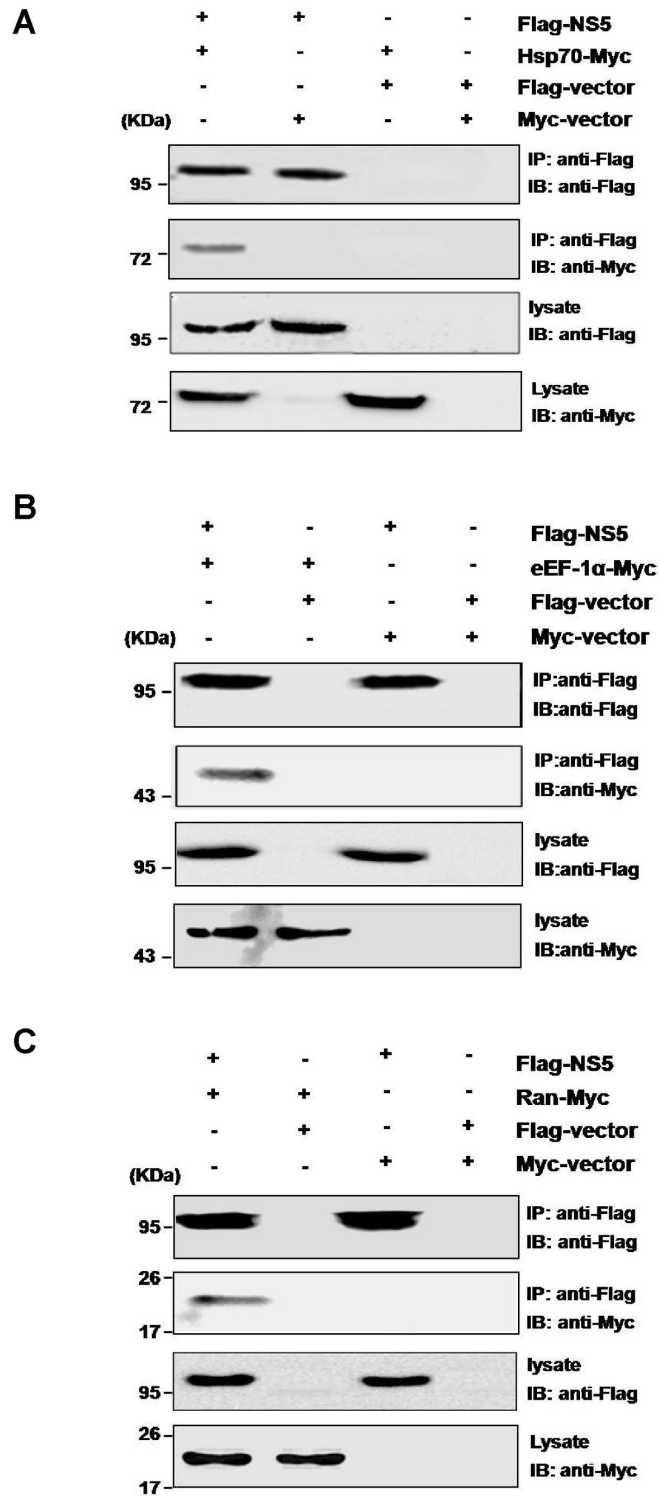 A
+ + - - Flag-NS5
+ - + - Hsp70-Myc
- - + + Flag-vector
(KDa) - + - + Myc-vector
95 IP: anti-Flag
IB: anti-Flag
72 IP: anti-Flag
IB: anti-Myc
95 lysate
IB: anti-Flag
72 Lysate
IB: anti-Myc
B
+ - + - Flag-NS5
+ + - - eEF-1α-Myc
- + - + Flag-vector
(KDa) - - + + Myc-vector
95 IP:anti-Flag
IB:anti-Flag
43 IP:anti-Flag
IB:anti-Myc
95 lysate
IB:anti-Flag
43 lysate
IB:anti-Myc
C
+ - + - Flag-NS5
+ + - - Ran-Myc
- + - + Flag-vector
- - + + Myc-vector
(KDa)
95 IP: anti-Flag
IB: anti-Flag
26 IP: anti-Flag
17 IB: anti-Myc
95 lysate
IB: anti-Flag
26 Lysate
IB: anti-Myc
17